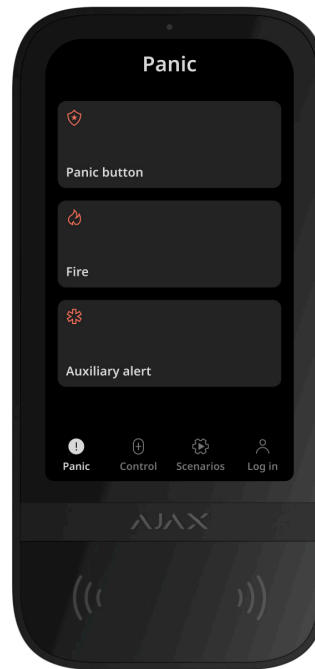 Panic
Panic button
Fire
Auxiliary alert
Panic Control Scenarios Log in
AJAX